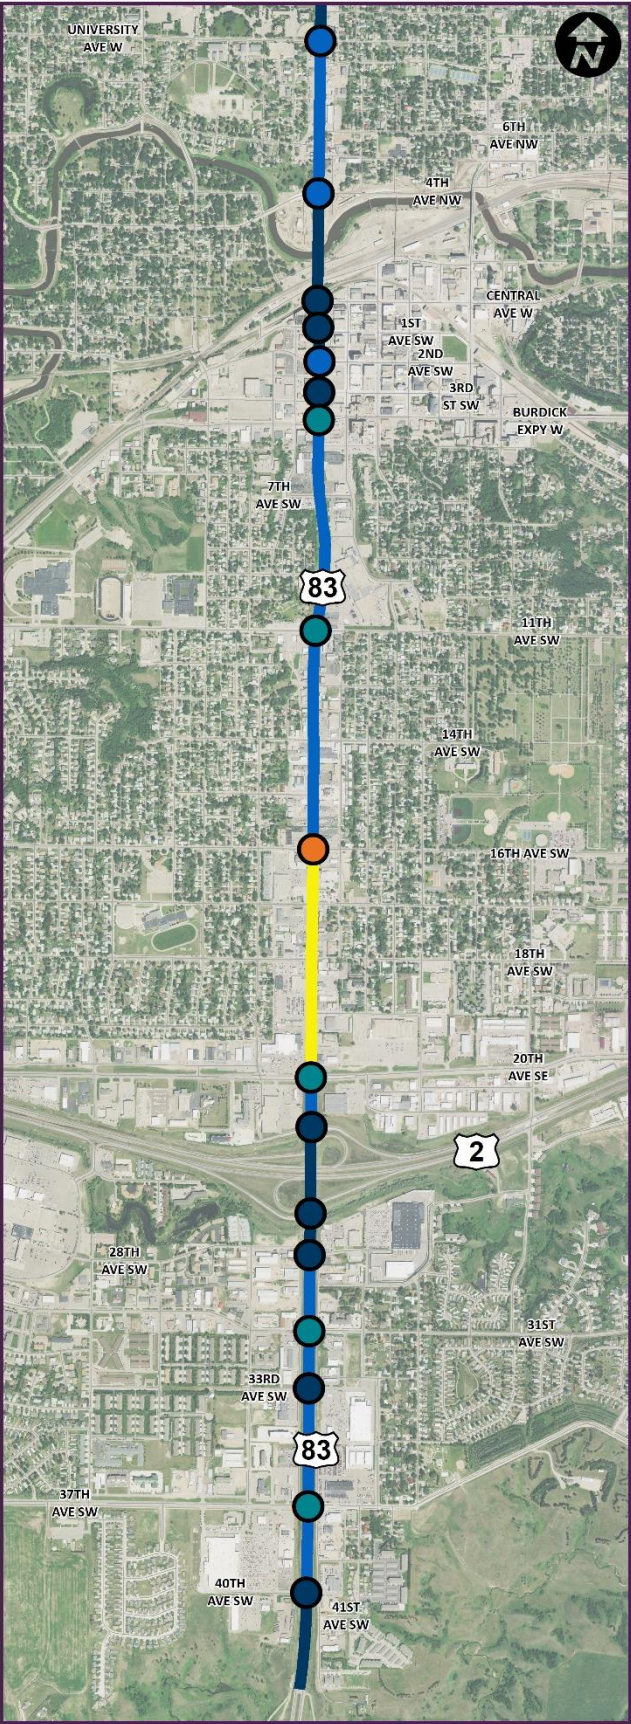 UNIVERSITY
AVE W
N
6TH
AVE NW
4TH
AVE NW
CENTRAL
AVE W
1ST
AVE SW
2ND
AVE SW
3RD
ST SW
BURDICK
EXPY W
7TH
AVE SW
83
11TH
AVE SW
14TH
AVE SW
16TH AVE SW
18TH
AVE SW
20TH
AVE SE
2
28TH
AVE SW
31ST
AVE SW
33RD
AVE SW
83
37TH
AVE SW
40TH
AVE SW
41ST
AVE SW